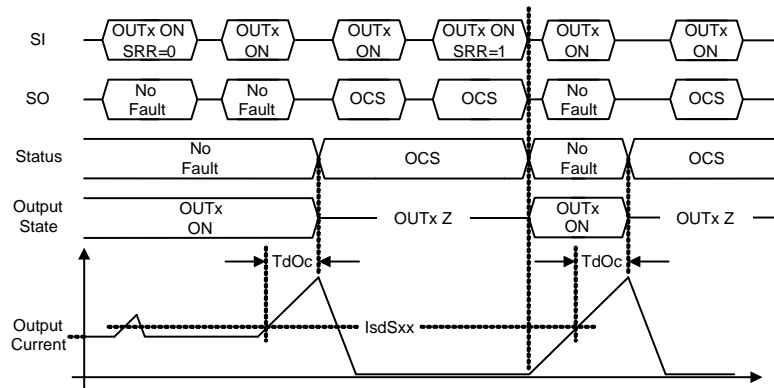 SI
OUTx ON
SRR=0
OUTx
ON
OUTx
ON
OUTx ON
SRR=1
OUTx
ON
OUTx
ON
SO
No
Fault
No
Fault
OCS
OCS
No
Fault
OCS
Status
No
Fault
OCS
No
Fault
OCS
Output
State
OUTx
ON
OUTx Z
OUTx
ON
OUTx Z
TdOc
TdOc
Output
Current
IsdSxx